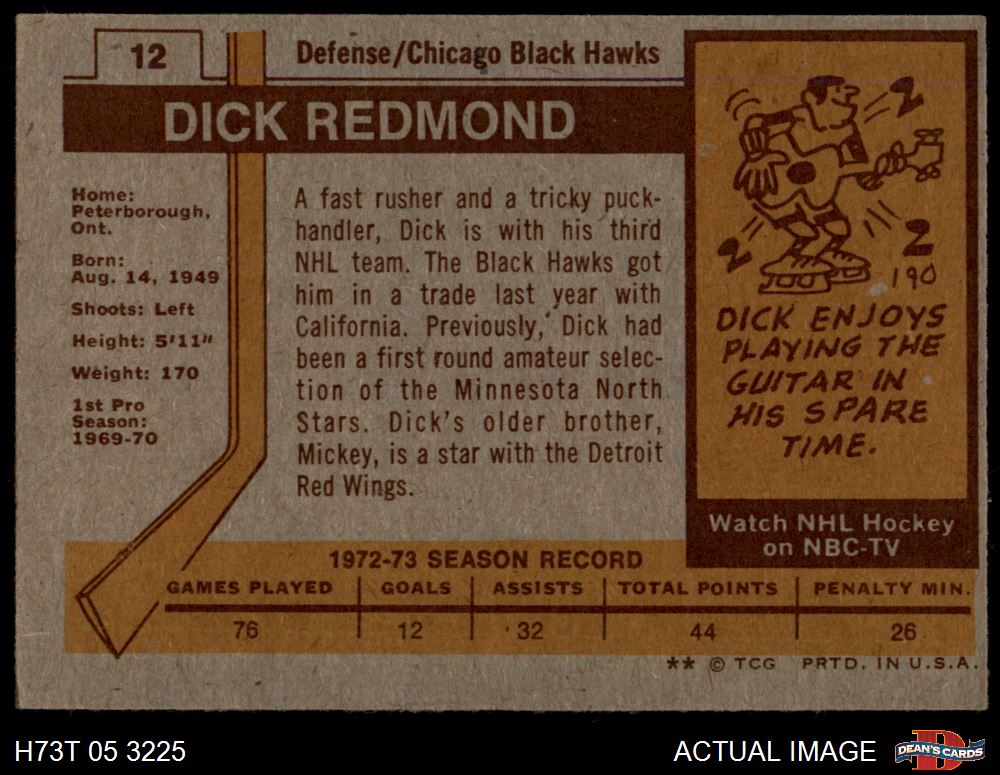 12
Defense/Chicago Black Hawks
DICK REDMOND
Home:
Peterborough,
Ont.
Born:
Aug. 14, 1949
Shoots: Left
Height: 5'11"
Weight: 170
1st Pro
Season:
1969-70
A fast rusher and a tricky puck-
handler, Dick is with his third
NHL team. The Black Hawks got
him in a trade last year with
California. Previously, Dick had
been a first round amateur selec-
tion of the Minnesota North
Stars. Dick's older brother,
Mickey, is a star with the Detroit
Red Wings.
190
DICK ENJOYS
PLAYING THE
GUITAR IN
HIS SPARE
TIME.
Watch NHL Hockey
on NBC-TV
1972-73 SEASON RECORD
GAMES PLAYED GOALS ASSISTS TOTAL POINTS PENALTY MIN.
76 12 32 44 26
** © TCG PRTD. IN U.S.A.
H73T 05 3225
ACTUAL IMAGE
D
DEAN'S CARDS